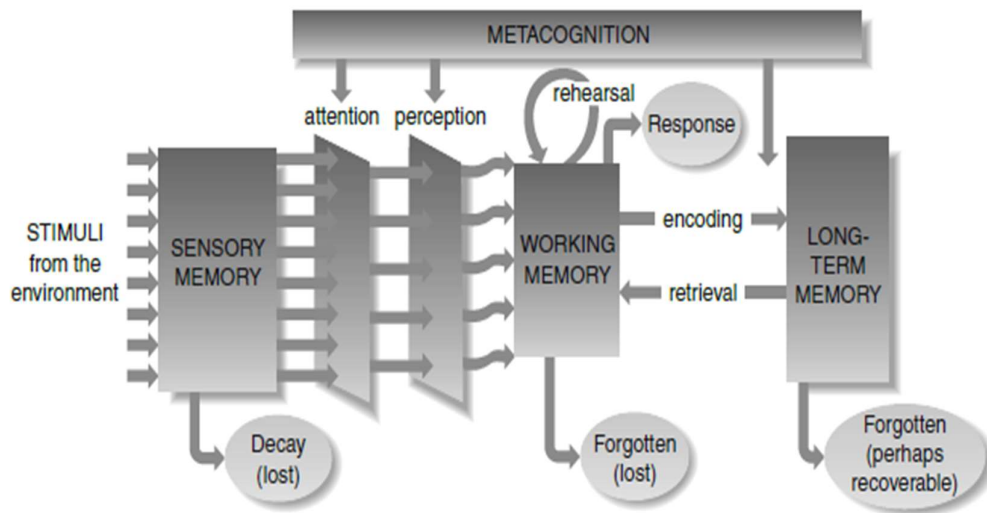 METACOGNITION
attention
perception
rehearsal
Response
STIMULI
from the
environment
SENSORY
MEMORY
WORKING
MEMORY
encoding
retrieval
LONG-
TERM
MEMORY
Decay
(lost)
Forgotten
(lost)
Forgotten
(perhaps
recoverable)